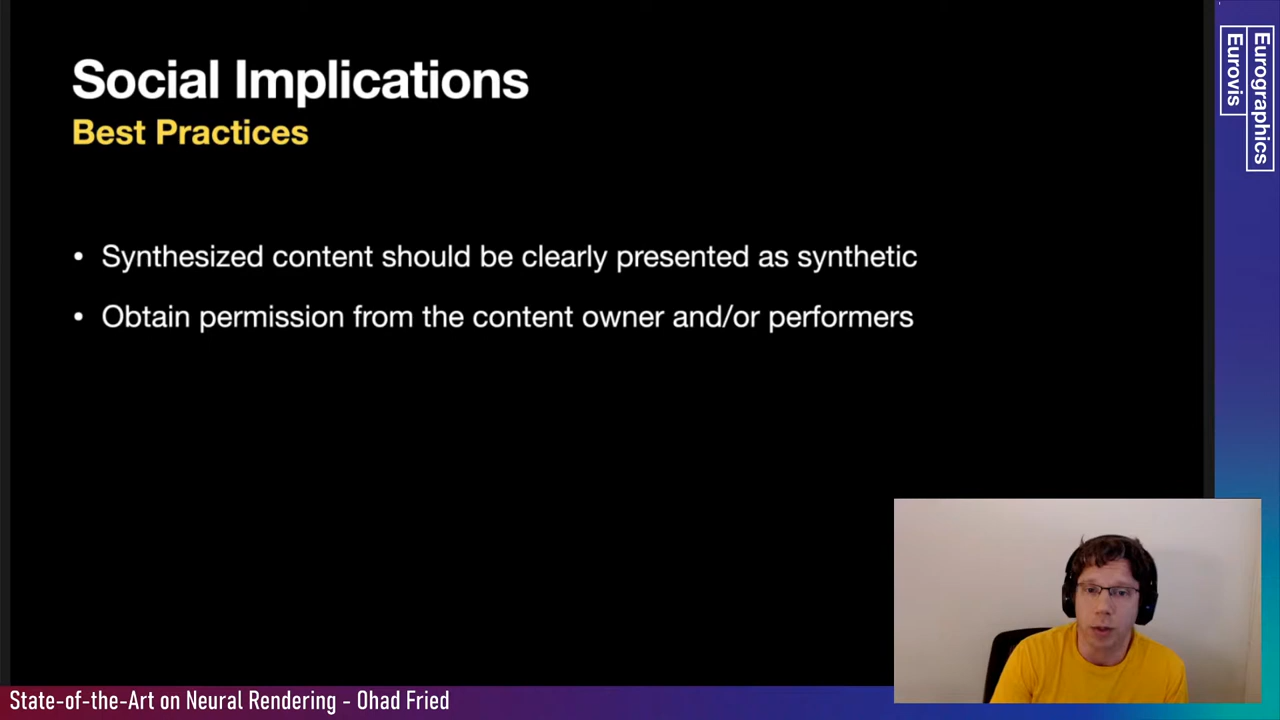 Social Implications
Best Practices
• Synthesized content should be clearly presented as synthetic
• Obtain permission from the content owner and/or performers
Eurographics
Eurovis
State-of-the-Art on Neural Rendering - Ohad Fried